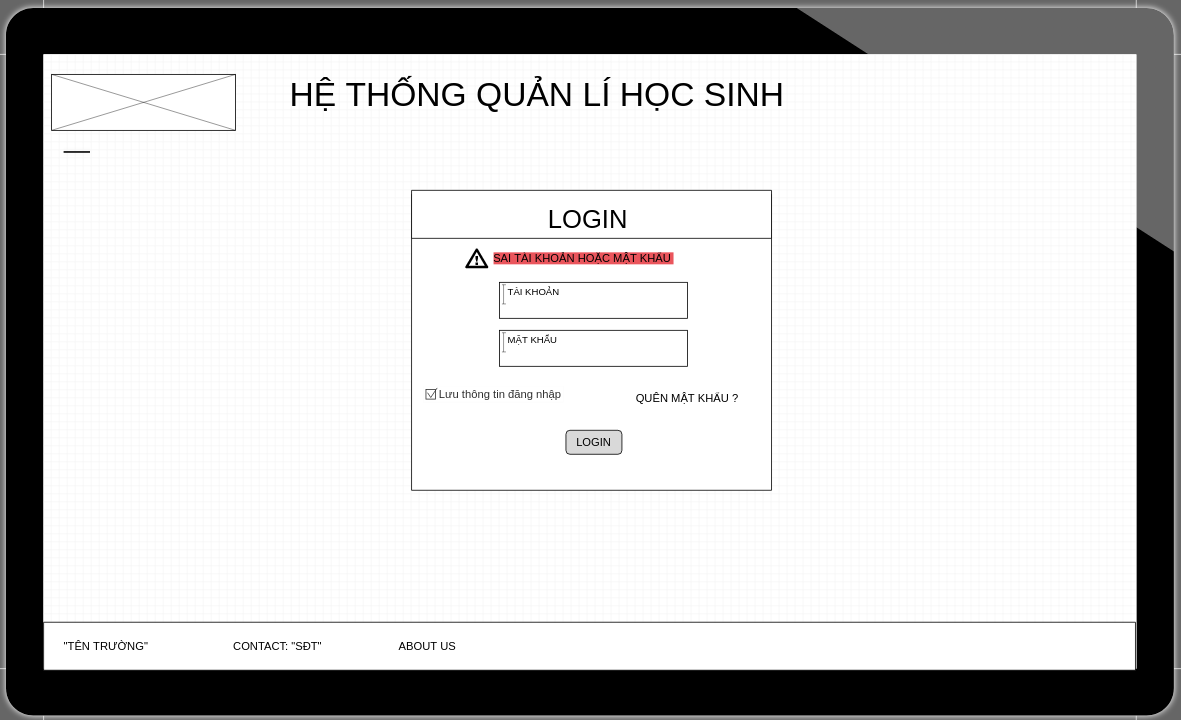 HỆ THỐNG QUẢN LÍ HỌC SINH
LOGIN
SAI TÀI KHOẢN HOẶC MẬT KHẨU
TÀI KHOẢN
MẬT KHẨU
Lưu thông tin đăng nhập
QUÊN MẬT KHẨU ?
LOGIN
"TÊN TRƯỜNG"
CONTACT: "SĐT"
ABOUT US